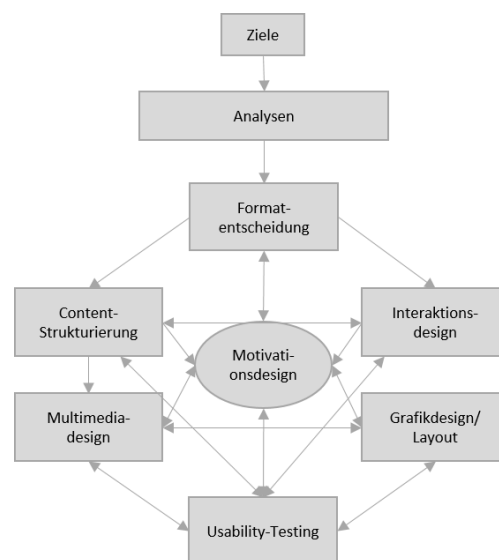 Ziele
Analysen
Format-
entscheidung
Content-
Strukturierung
Interaktions-
design
Motivati-
onsdesign
Multimedia-
design
Grafikdesign/
Layout
Usability-Testing